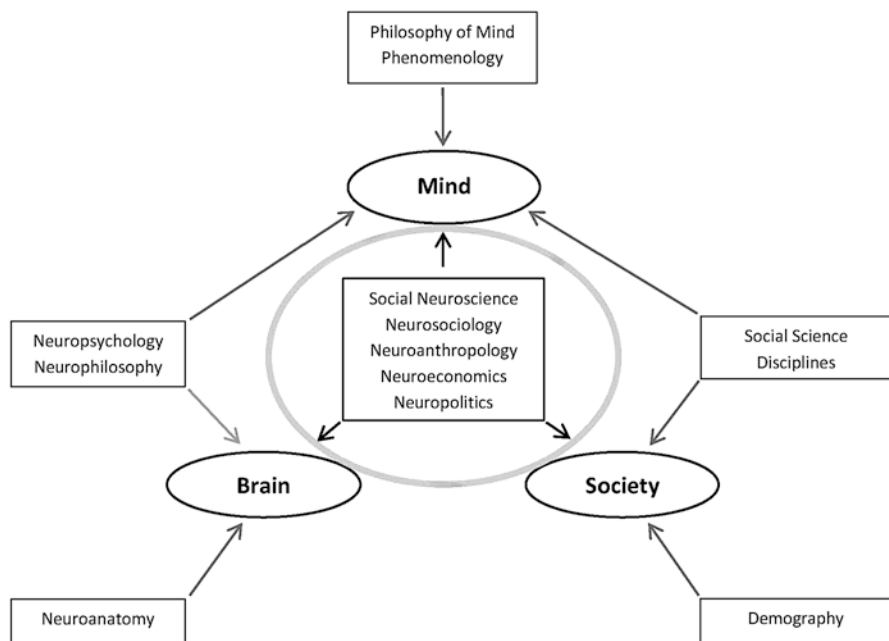 Philosophy of Mind
Phenomenology
Mind
Social Neuroscience
Neurosociology
Neuroanthropology
Neuroeconomics
Neuropolitics
Neuropsychology
Neurophilosophy
Social Science
Disciplines
Brain
Society
Neuroanatomy
Demography